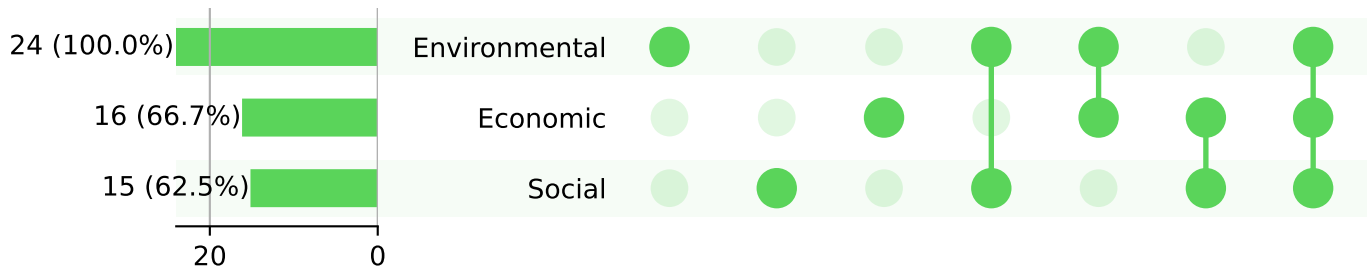 24 (100.0%) Environmental
16 (66.7%) Economic
15 (62.5%) Social
20 0